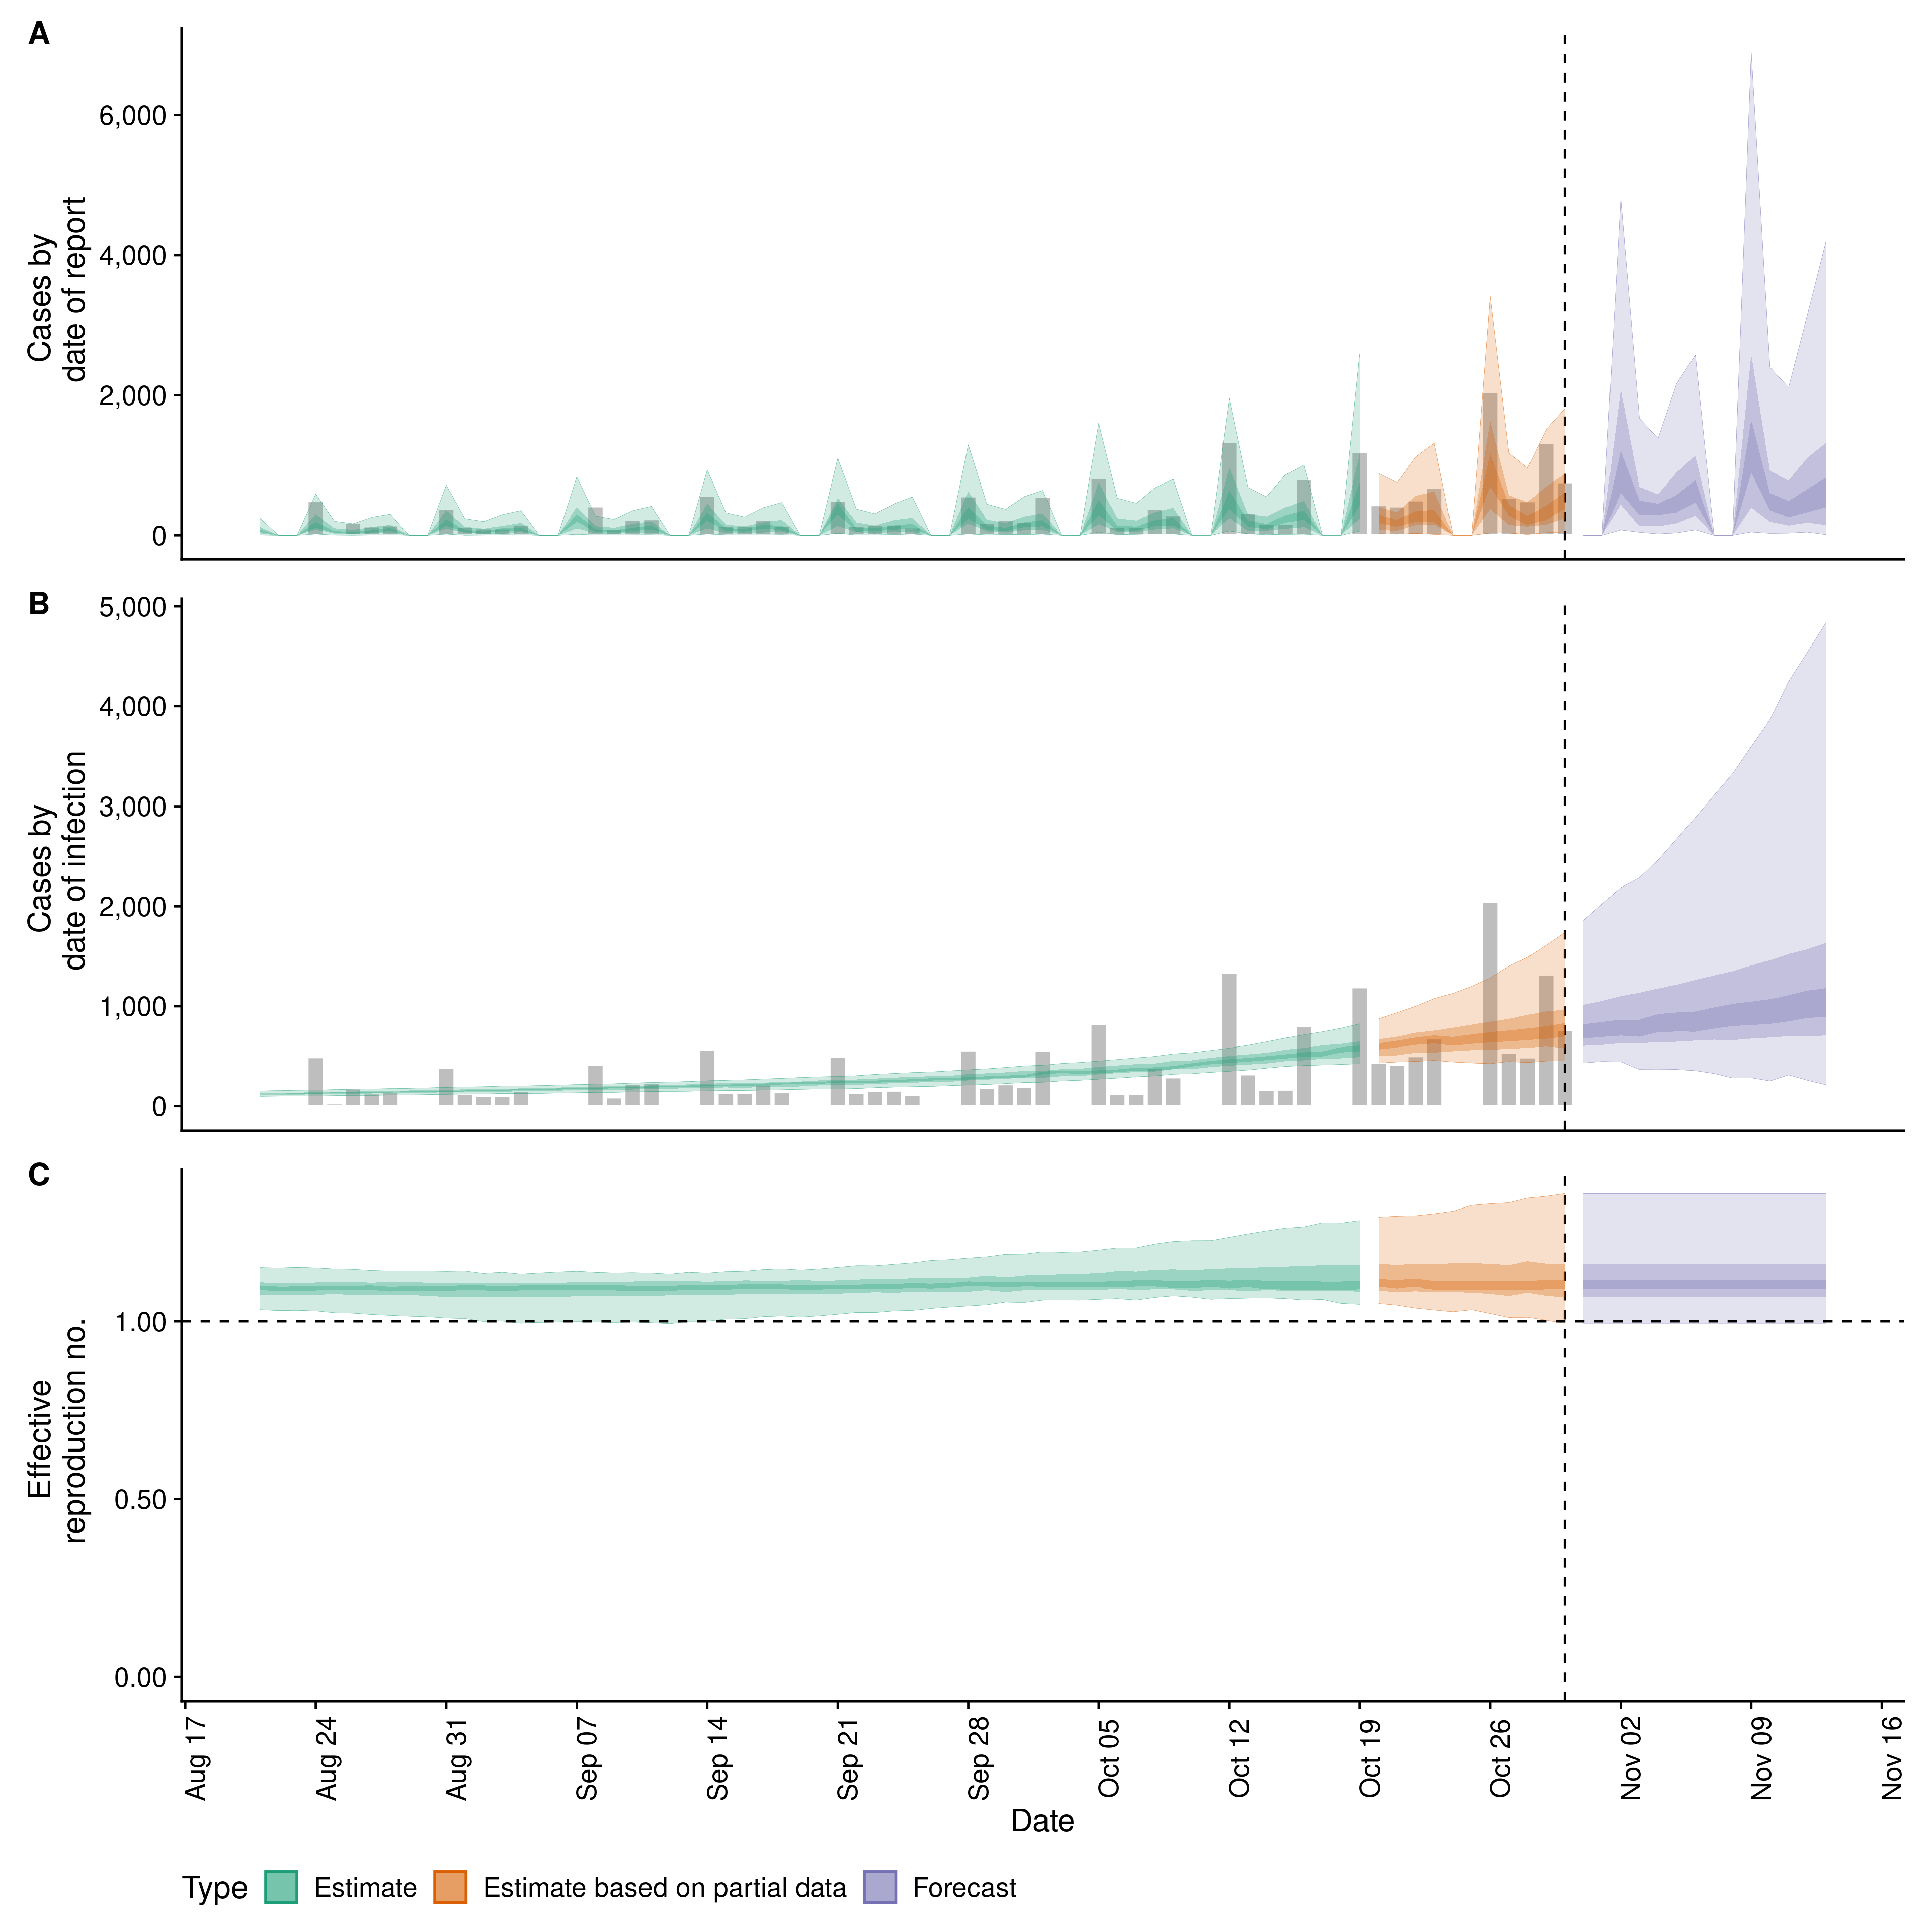 A
Cases by
date of report
6,000
4,000
2,000
0
B
Cases by
date of infection
5,000
4,000
3,000
2,000
1,000
0
C
Effective
reproduction no.
1.00
0.50
0.00
Aug 17
Aug 24
Aug 31
Sep 07
Sep 14
Sep 21
Sep 28
Oct 05
Oct 12
Oct 19
Oct 26
Nov 02
Nov 09
Nov 16
Date
Type
Estimate
Estimate based on partial data
Forecast